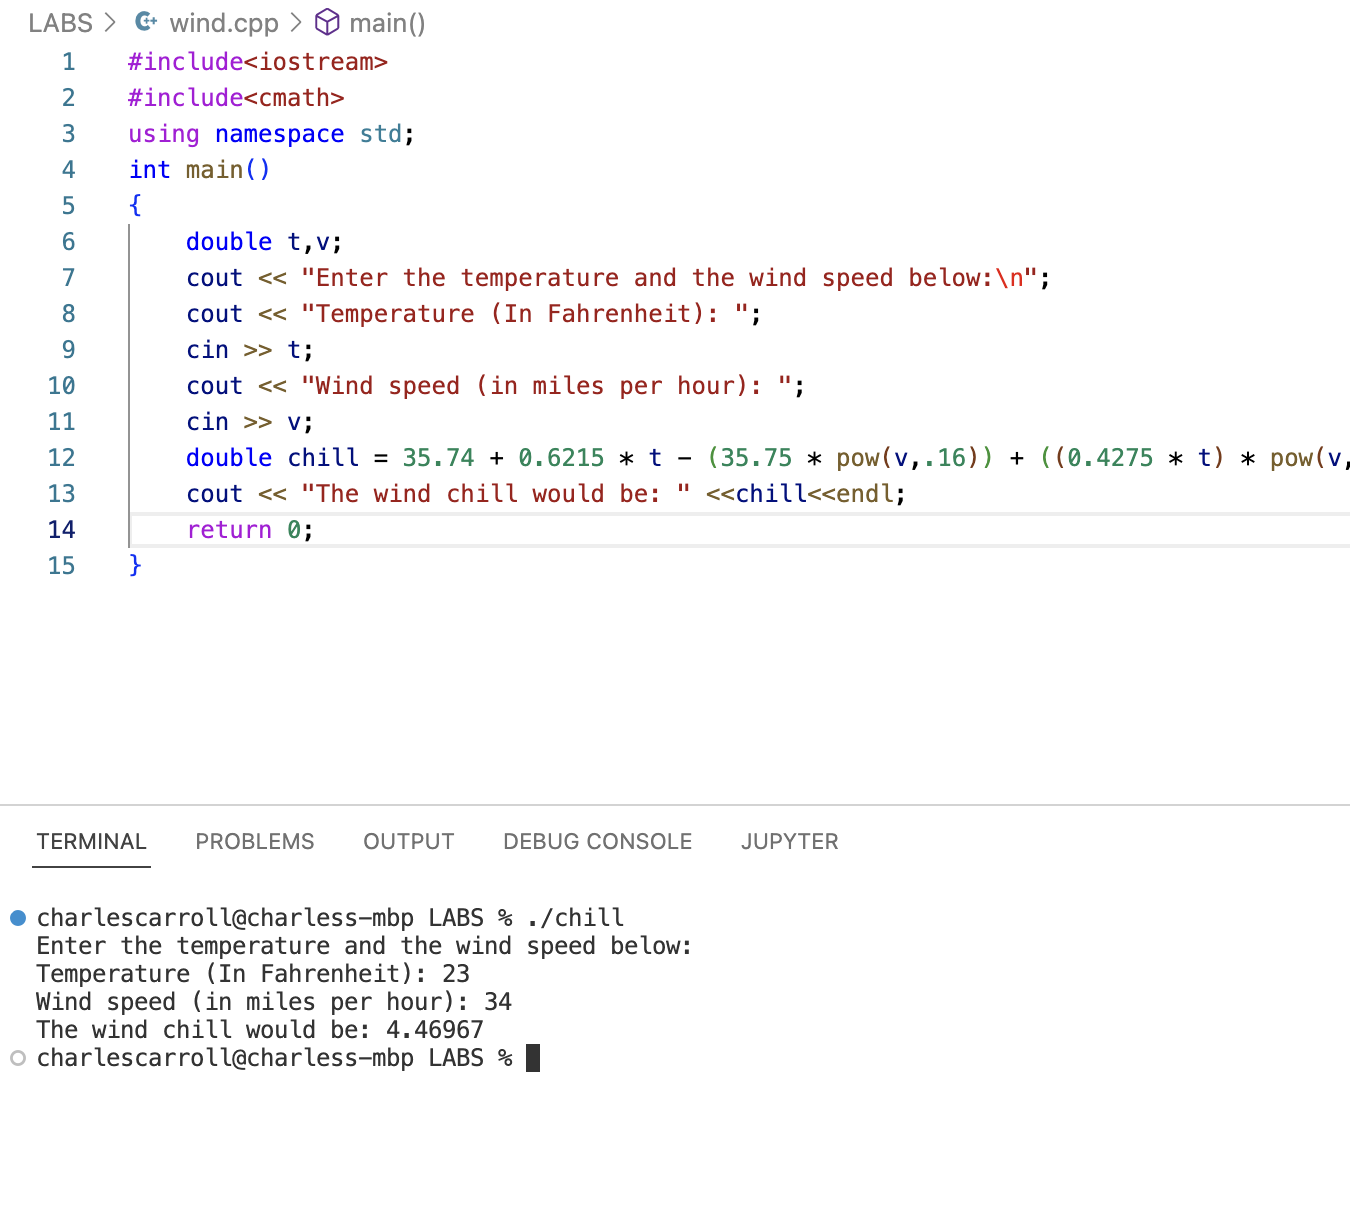 LABS > wind.cpp > main()
1 #include<iostream>
2 #include<cmath>
3 using namespace std;
4 int main()
5 {
6 double t,v;
7 cout << "Enter the temperature and the wind speed below:\n";
8 cout << "Temperature (In Fahrenheit): ";
9 cin >> t;
10 cout << "Wind speed (in miles per hour): ";
11 cin >> v;
12 double chill = 35.74 + 0.6215 * t - (35.75 * pow(v,.16)) + ((0.4275 * t) * pow(v,
13 cout << "The wind chill would be: " <<chill<<endl;
14 return 0;
15 }
TERMINAL PROBLEMS OUTPUT DEBUG CONSOLE JUPYTER
charlescarroll@charless-mbp LABS % ./chill
Enter the temperature and the wind speed below:
Temperature (In Fahrenheit): 23
Wind speed (in miles per hour): 34
The wind chill would be: 4.46967
charlescarroll@charless-mbp LABS %